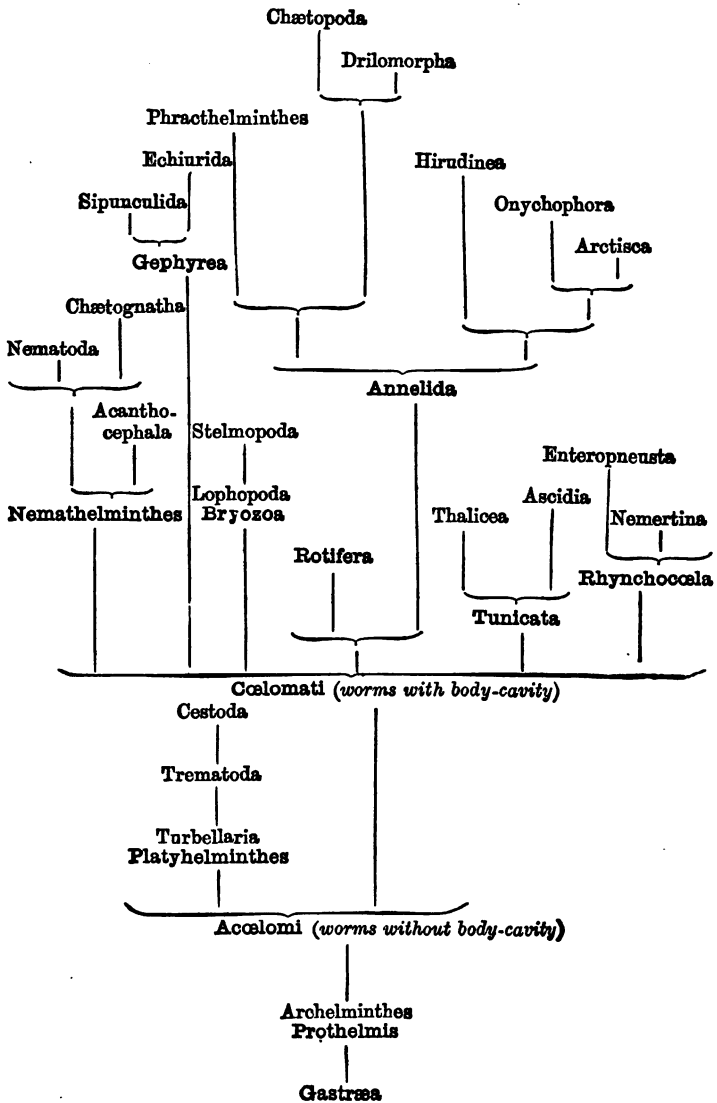 Chætopoda
Drilomorpha
Phracthelminthes
Echiurida
Hirudinea
Sipunculida
Onychophora
Arctisca
Gephyrea
Chætognatha
Nematoda
Annelida
Acantho-
cephala
Stelmopoda
Enteropneusta
Ascidia
Lophopoda
Nemathelminthes
Bryozoa
Thalicea
Nemertina
Rotifera
Rhynchocœla
Tunicata
Cœlomati (worms with body-cavity)
Cestoda
Trematoda
Turbellaria
Platyhelminthes
Acœlomi (worms without body-cavity)
Archelminthes
Prothelmis
Gastræa